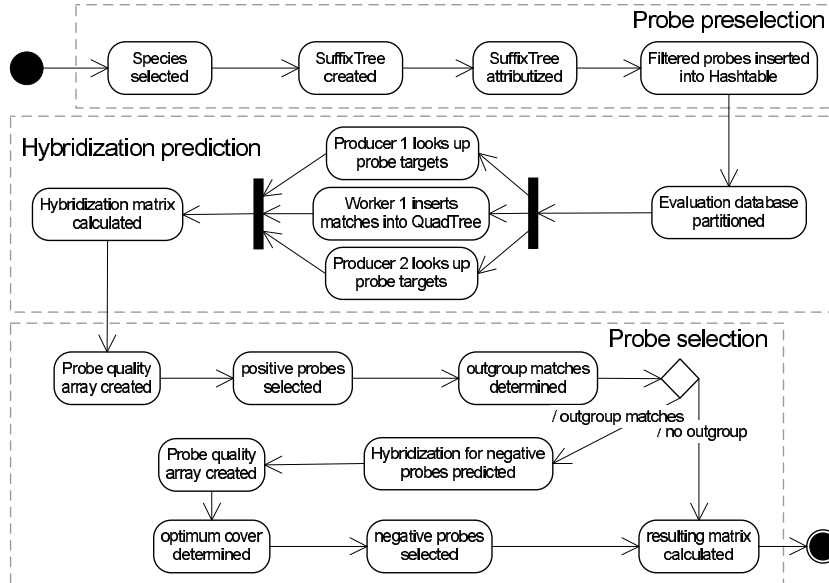 Probe preselection
Species
selected
SuffixTree
created
SuffixTree
attributized
Filtered probes inserted
into Hashtable
Hybridization prediction
Producer 1 looks up
probe targets
Hybridization matrix
calculated
Worker 1 inserts
matches into QuadTree
Evaluation database
partitioned
Producer 2 looks up
probe targets
Probe selection
Probe quality
array created
positive probes
selected
outgroup matches
determined
/ outgroup matches
/ no outgroup
Probe quality
array created
Hybridization for negative
probes predicted
optimum cover
determined
negative probes
selected
resulting matrix
calculated